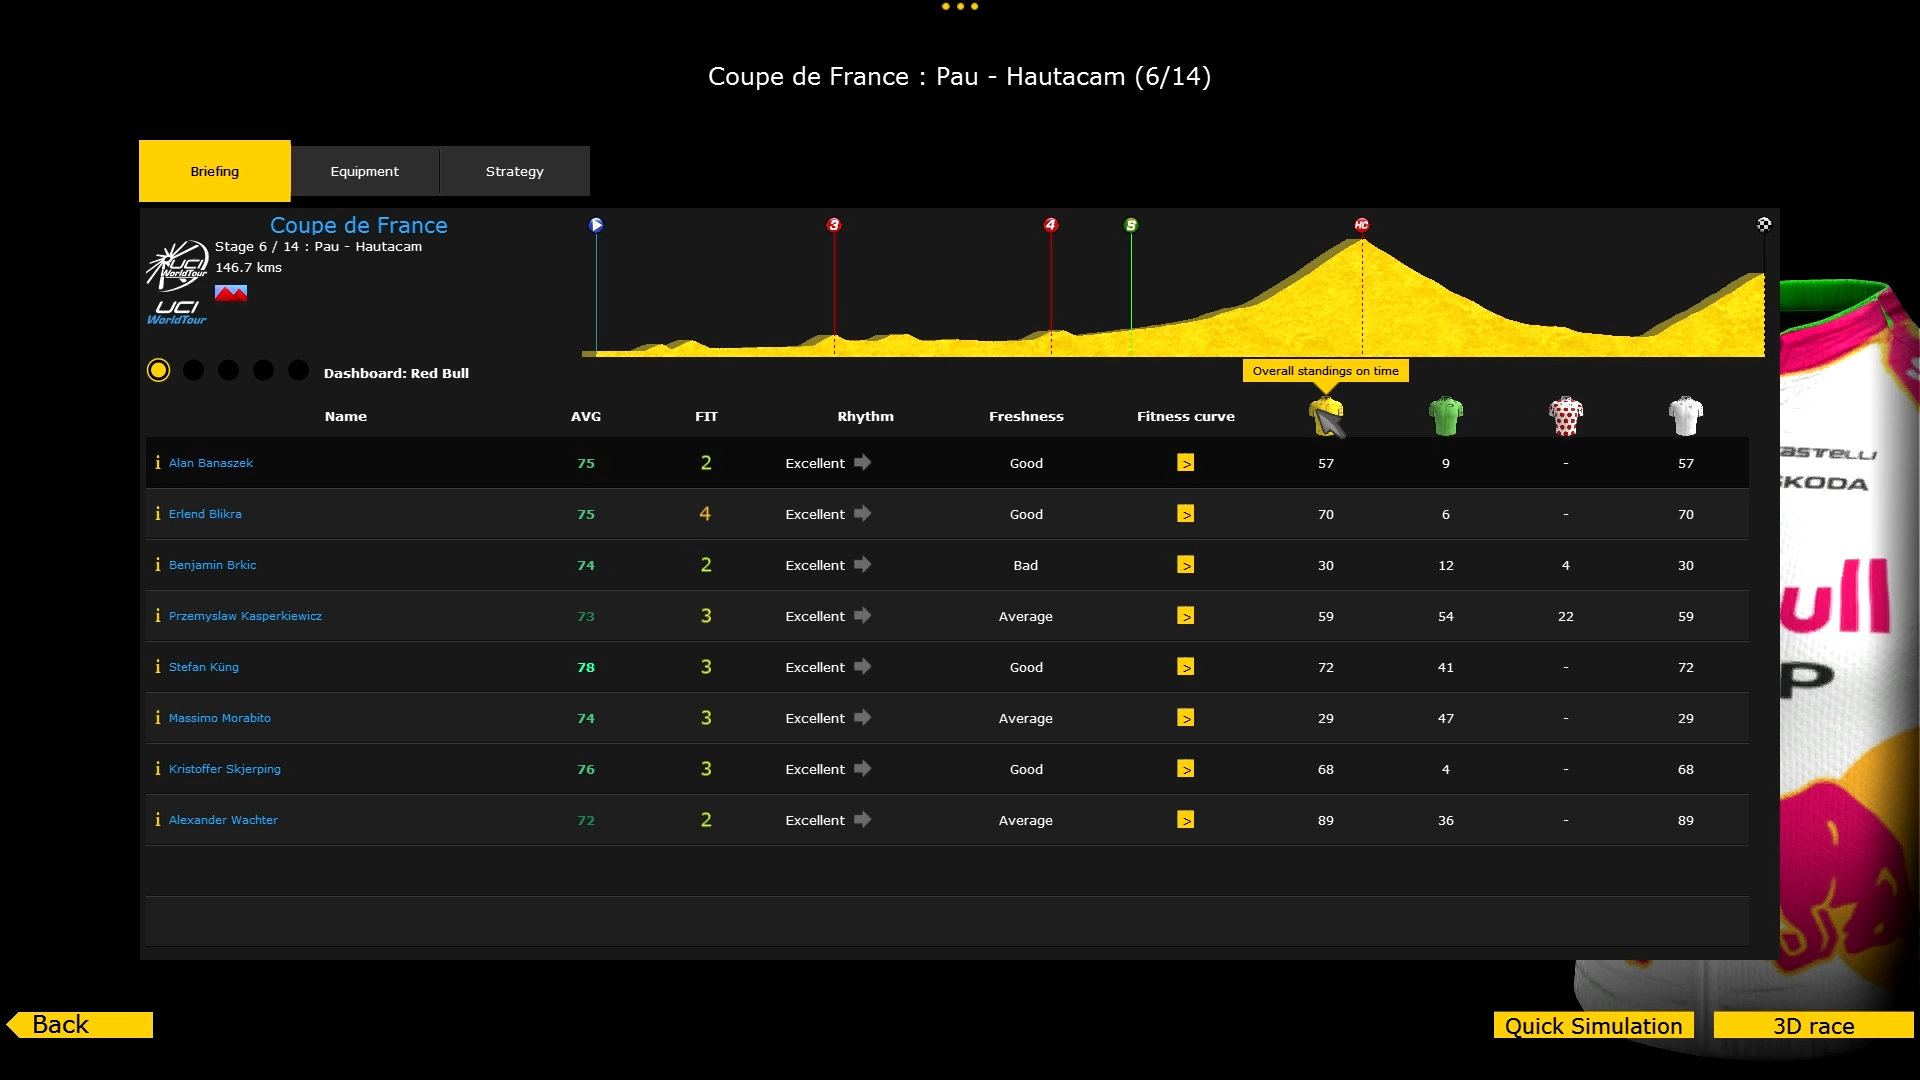 Coupe de France : Pau - Hautacam (6/14)
Briefing Equipment Strategy
Coupe de France
Stage 6 / 14 : Pau - Hautacam
146.7 kms
UCI WorldTour
UCI WorldTour
3 4 S HC
Dashboard: Red Bull
Overall standings on time
Name AVG FIT Rhythm Freshness Fitness curve
i Alan Banaszek 75 2 Excellent Good > 57 9 - 57
i Erlend Blikra 75 4 Excellent Good > 70 6 - 70
i Benjamin Brkic 74 2 Excellent Bad > 30 12 4 30
i Przemyslaw Kasperkiewicz 73 3 Excellent Average > 59 54 22 59
i Stefan Küng 78 3 Excellent Good > 72 41 - 72
i Massimo Morabito 74 3 Excellent Average > 29 47 - 29
i Kristoffer Skjerping 76 3 Excellent Good > 68 4 - 68
i Alexander Wachter 72 2 Excellent Average > 89 36 - 89
ASTELLI
SKODA
ull
P
Back
Quick Simulation
3D race